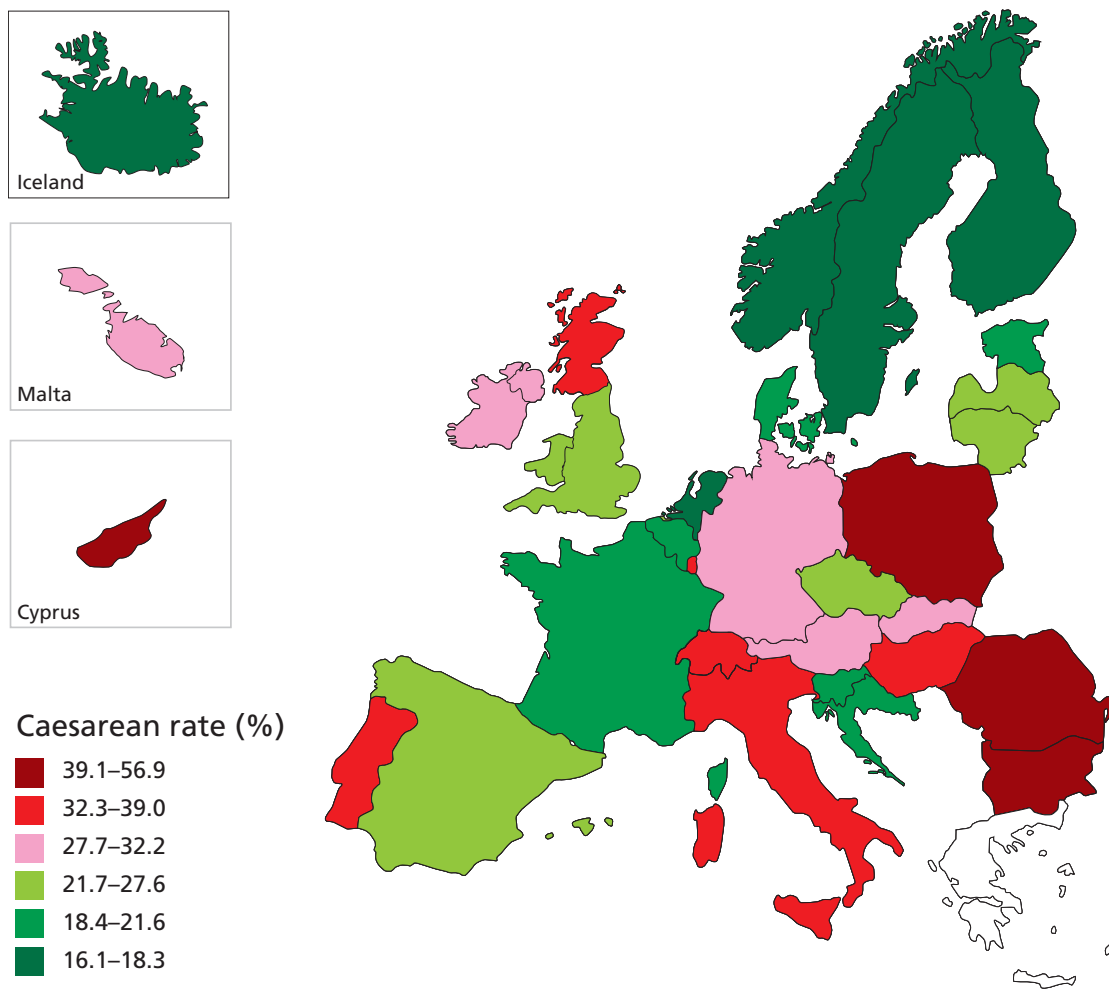 Iceland
Malta
Cyprus
Caesarean rate (%)
39.1–56.9
32.3–39.0
27.7–32.2
21.7–27.6
18.4–21.6
16.1–18.3